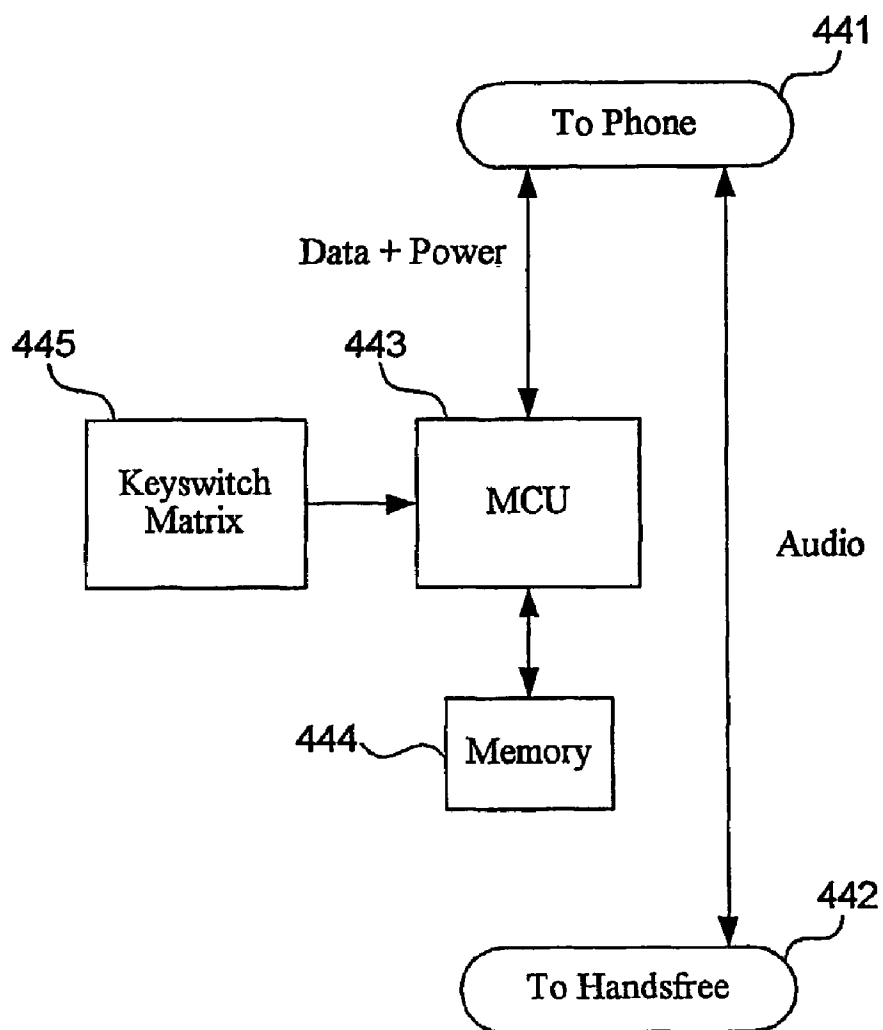 441
To Phone
Data + Power
445
443
Keyswitch
Matrix
MCU
Audio
444
Memory
442
To Handsfree